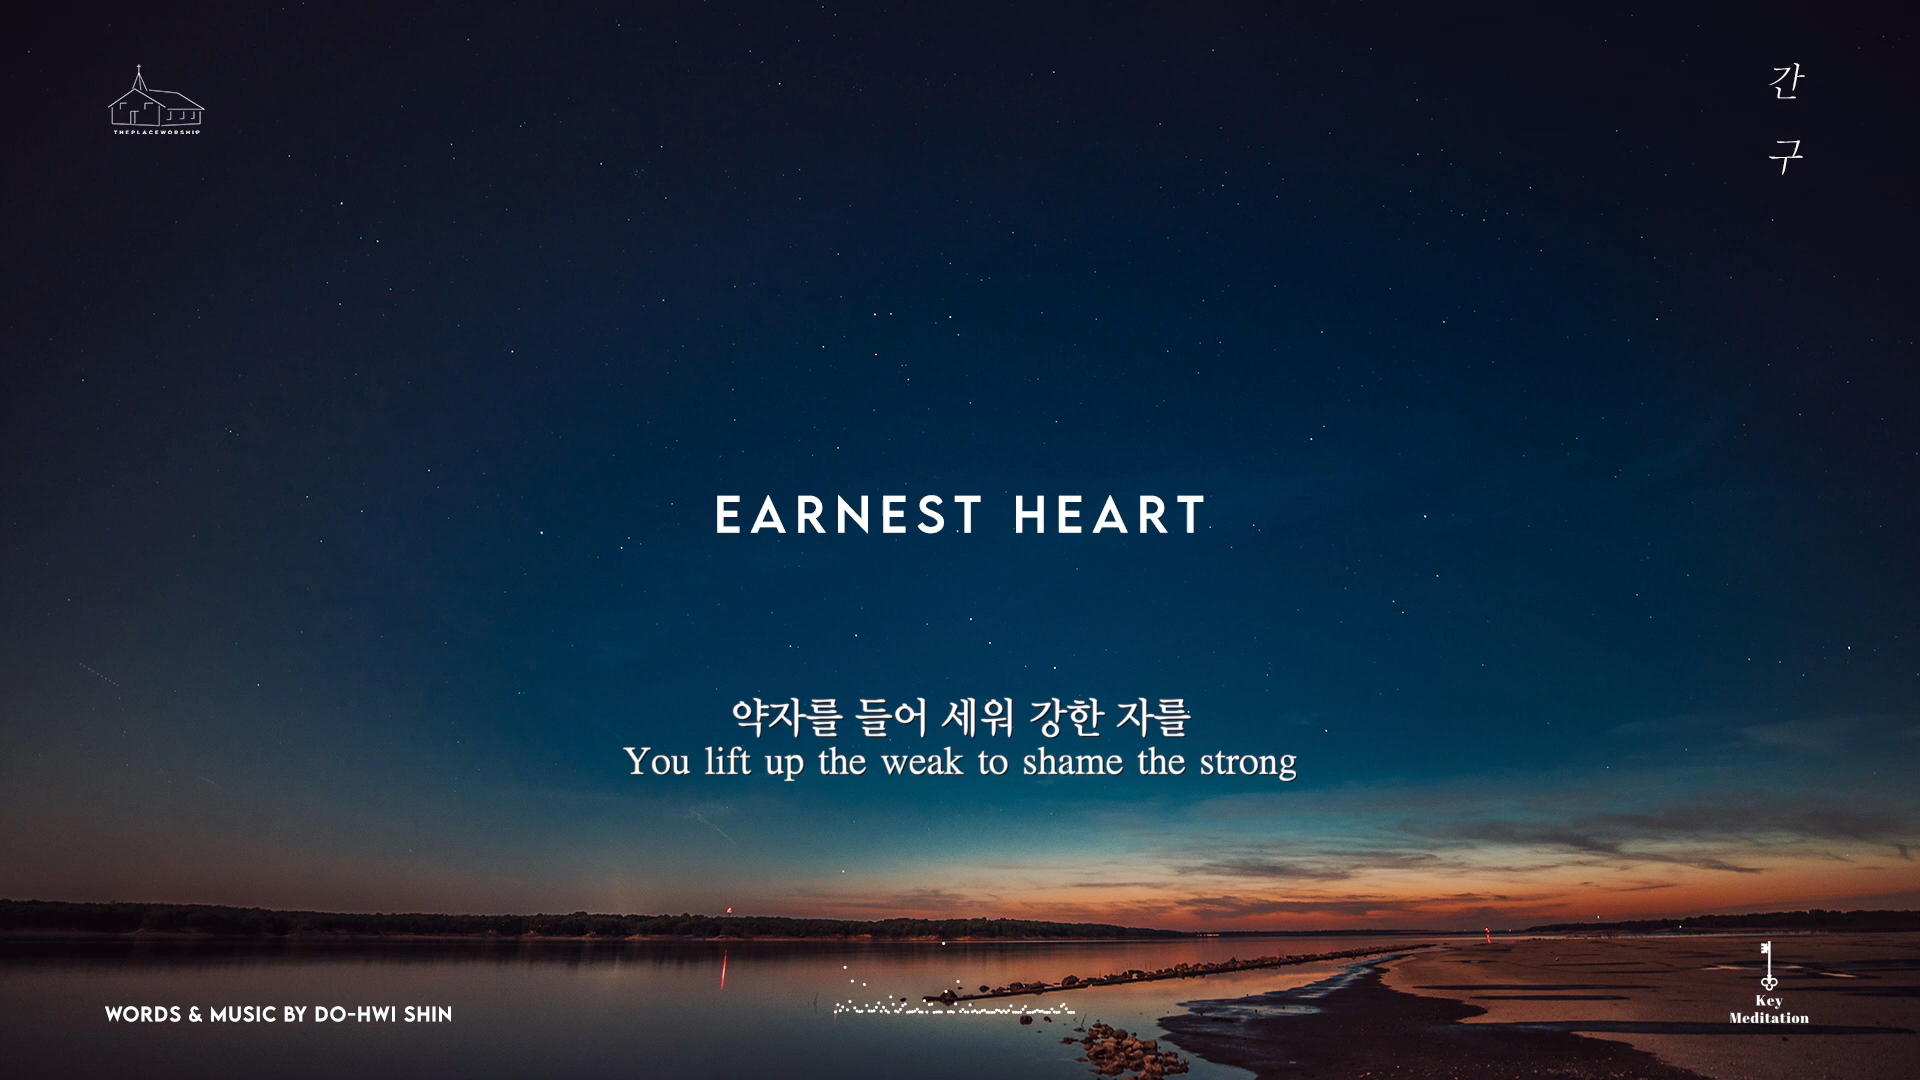 THEPLACEWORSHIP
간
구
EARNEST HEART
약자를 들어 세워 강한 자를
You lift up the weak to shame the strong
WORDS & MUSIC BY DO-HWI SHIN
Key
Meditation